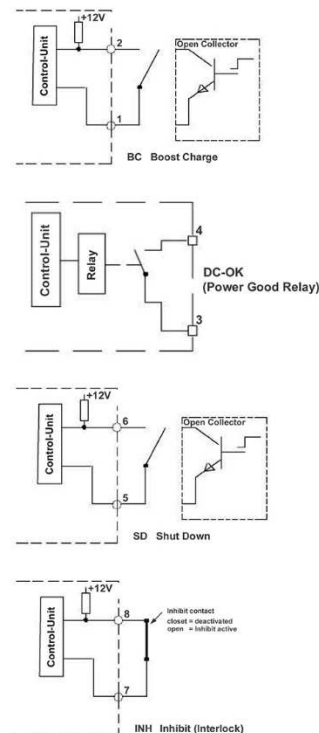 +12V
Control-Unit
2
1
Open Collector
BC Boost Charge
Control-Unit
Relay
4
DC-OK
(Power Good Relay)
3
+12V
Control-Unit
6
5
Open Collector
SD Shut Down
+12V
Control-Unit
8
7
Inhibit contact
closet = deactivated
open = Inhibit active
INH Inhibit (Interlock)